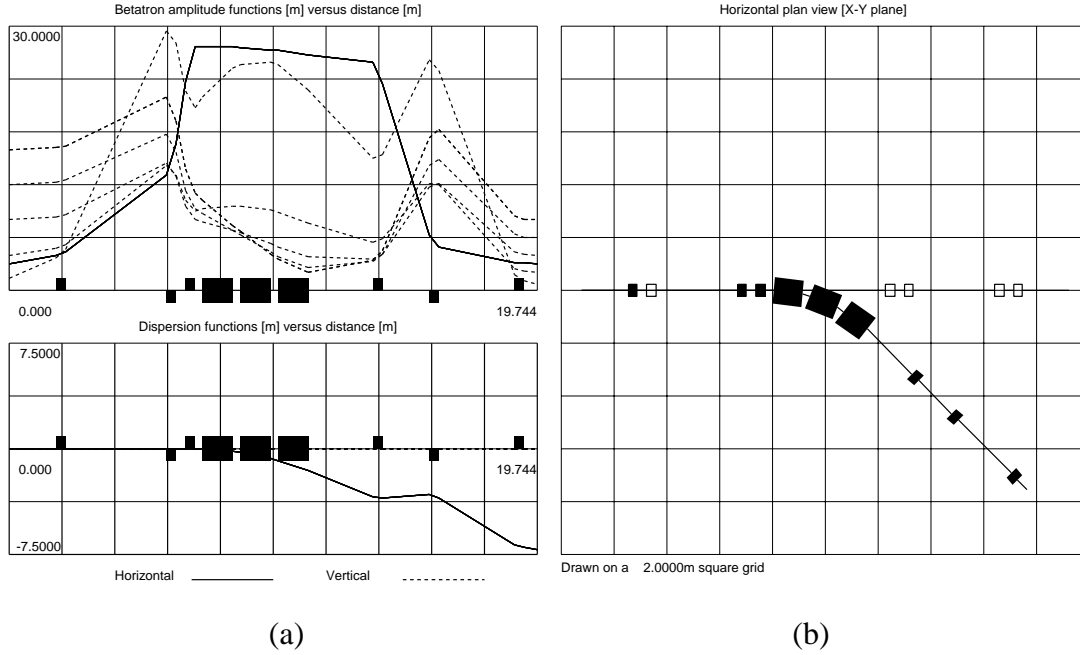 Betatron amplitude functions [m] versus distance [m]
30.0000
0.000 19.744
Dispersion functions [m] versus distance [m]
7.5000
0.000 19.744
-7.5000
Horizontal Vertical
(a)
Horizontal plan view [X-Y plane]
Drawn on a 2.0000m square grid
(b)